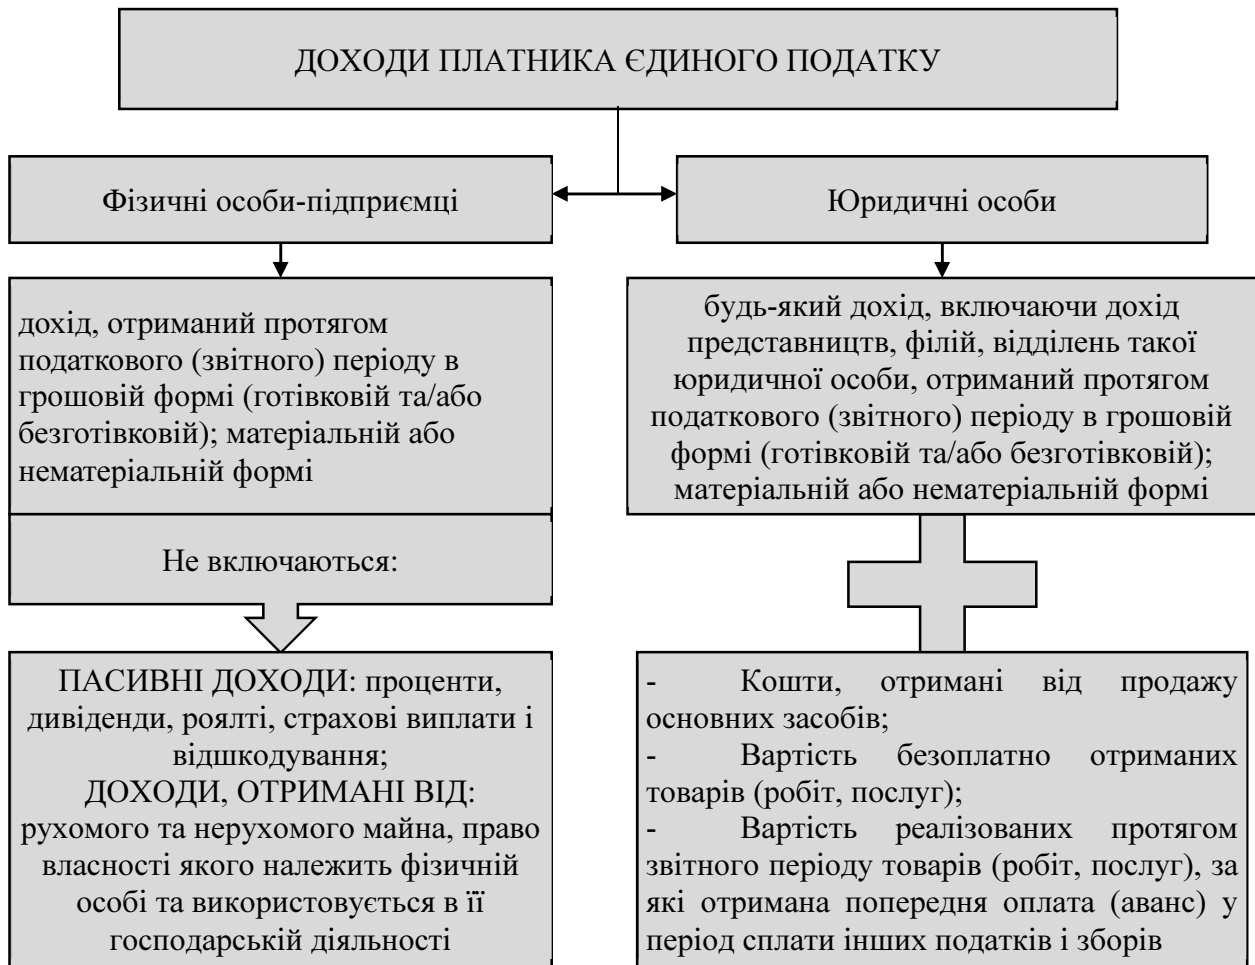 ДОХОДИ ПЛАТНИКА ЄДИНОГО ПОДАТКУ
Фізичні особи-підприємці
Юридичні особи
дохід, отриманий протягом
податкового (звітного) періоду в
грошовій формі (готівковій та/або
безготівковій); матеріальній або
нематеріальній формі
будь-який дохід, включаючи дохід
представництв, філій, відділень такої
юридичної особи, отриманий протягом
податкового (звітного) періоду в грошовій
формі (готівковій та/або безготівковій);
матеріальній або нематеріальній формі
Не включаються:
ПАСИВНІ ДОХОДИ: проценти,
дивіденди, роялті, страхові виплати і
відшкодування;
ДОХОДИ, ОТРИМАНІ ВІД:
рухомого та нерухомого майна, право
власності якого належить фізичній
особі та використовується в її
господарській діяльності
- Кошти, отримані від продажу
основних засобів;
- Вартість безоплатно отриманих
товарів (робіт, послуг);
- Вартість реалізованих протягом
звітного періоду товарів (робіт, послуг), за
які отримана попередня оплата (аванс) у
період сплати інших податків і зборів